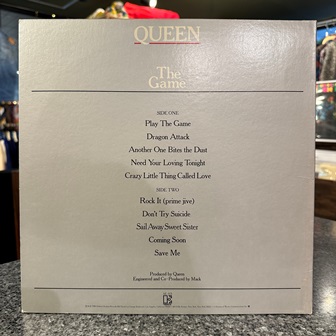 QUEEN
The
Game
SIDE ONE
Play The Game
Dragon Attack
Another One Bites the Dust
Need Your Loving Tonight
Crazy Little Thing Called Love
SIDE TWO
Rock It (prime jive)
Don't Try Suicide
Sail Away Sweet Sister
Coming Soon
Save Me
Produced by Queen
Engineered and Co-Produced by Mack